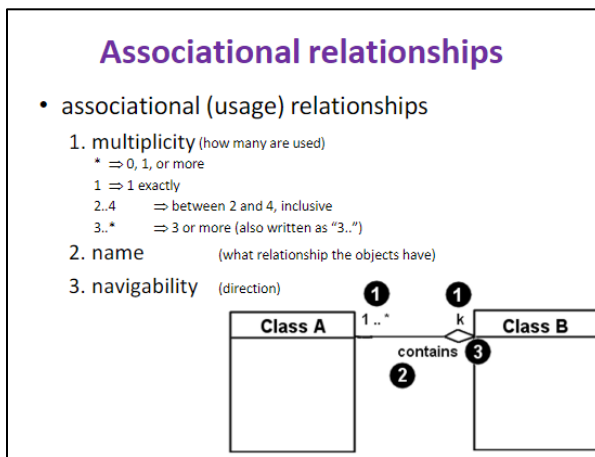 Associational relationships
• associational (usage) relationships
1. multiplicity (how many are used)
* ⇒ 0, 1, or more
1 ⇒ 1 exactly
2..4 ⇒ between 2 and 4, inclusive
3..* ⇒ 3 or more (also written as “3..”)
2. name (what relationship the objects have)
3. navigability (direction)
1 1
Class A 1 .. * k Class B
contains 3
2